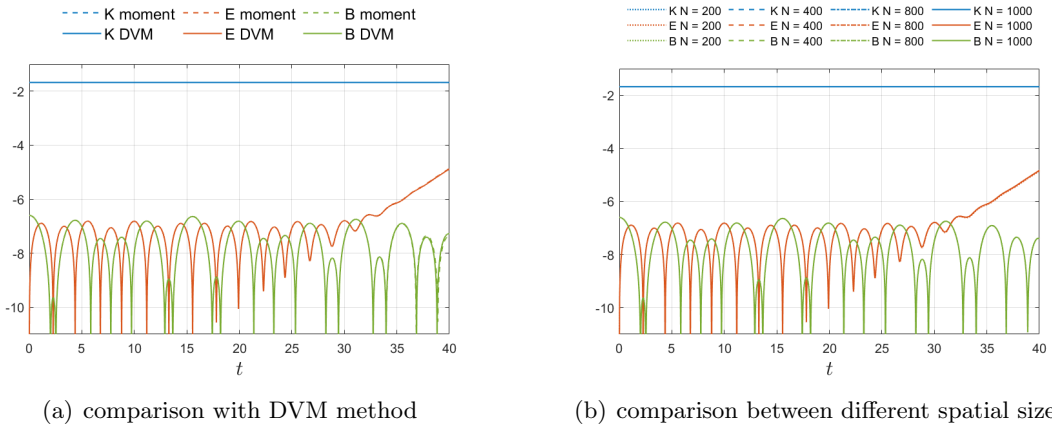 K moment E moment B moment
K DVM E DVM B DVM
-2
-4
-6
-8
-10
0 5 10 15 20 25 30 35 40
t
(a) comparison with DVM method
K N = 200 K N = 400 K N = 800 K N = 1000
E N = 200 E N = 400 E N = 800 E N = 1000
B N = 200 B N = 400 B N = 800 B N = 1000
-2
-4
-6
-8
-10
0 5 10 15 20 25 30 35 40
t
(b) comparison between different spatial size